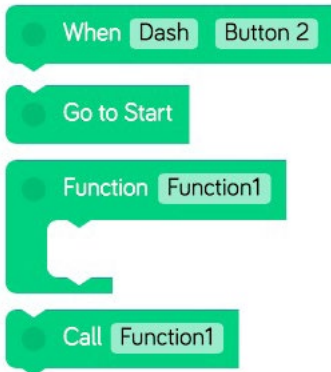 When Dash Button 2
Go to Start
Function Function1
Call Function1